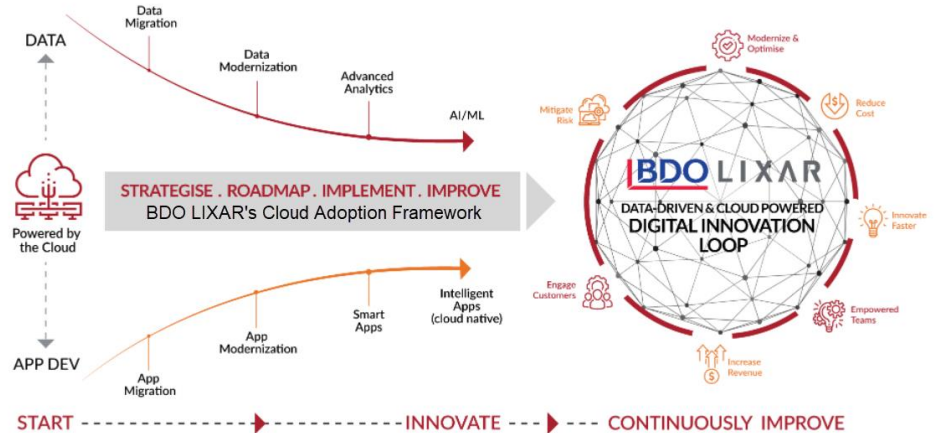 DATA
Data
Migration
Data
Modernization
Advanced
Analytics
AI/ML
Powered by
the Cloud
STRATEGISE . ROADMAP . IMPLEMENT . IMPROVE
BDO LIXAR's Cloud Adoption Framework
APP DEV
App
Migration
App
Modernization
Smart
Apps
Intelligent
Apps
(cloud native)
Modernize &
Optimise
Mitigate
Risk
Reduce
Cost
BDO LIXAR
DATA-DRIVEN & CLOUD POWERED
DIGITAL INNOVATION
LOOP
Innovate
Faster
Engage
Customers
Empowered
Teams
Increase
Revenue
START
INNOVATE
CONTINUOUSLY IMPROVE